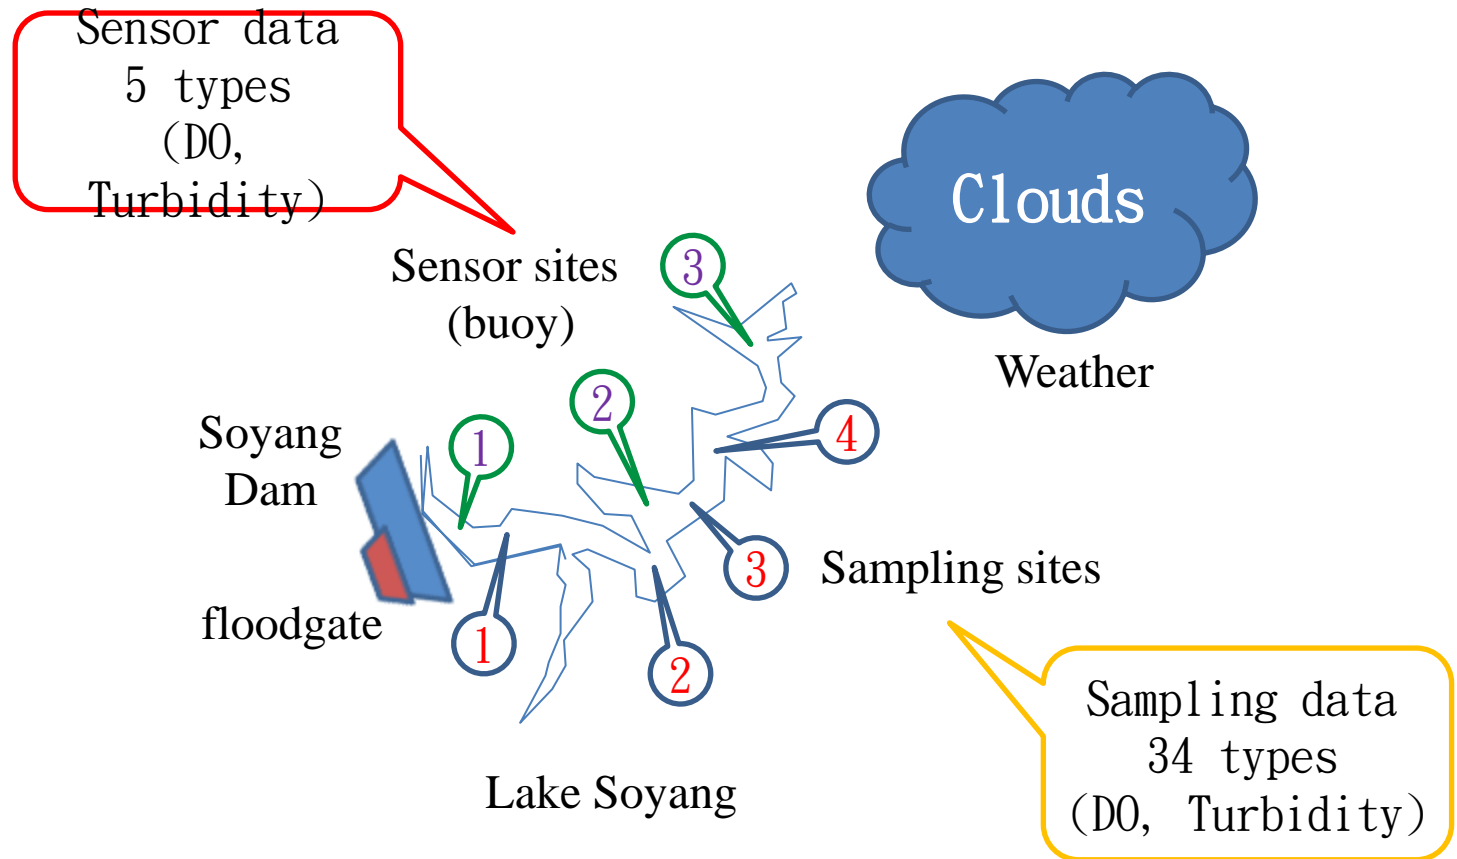 Sensor data
5 types
(DO,
Turbidity)
Clouds
Sensor sites
(buoy)
3
Weather
2
Soyang
Dam
1
4
3
Sampling sites
floodgate
1
2
Sampling data
34 types
(DO, Turbidity)
Lake Soyang